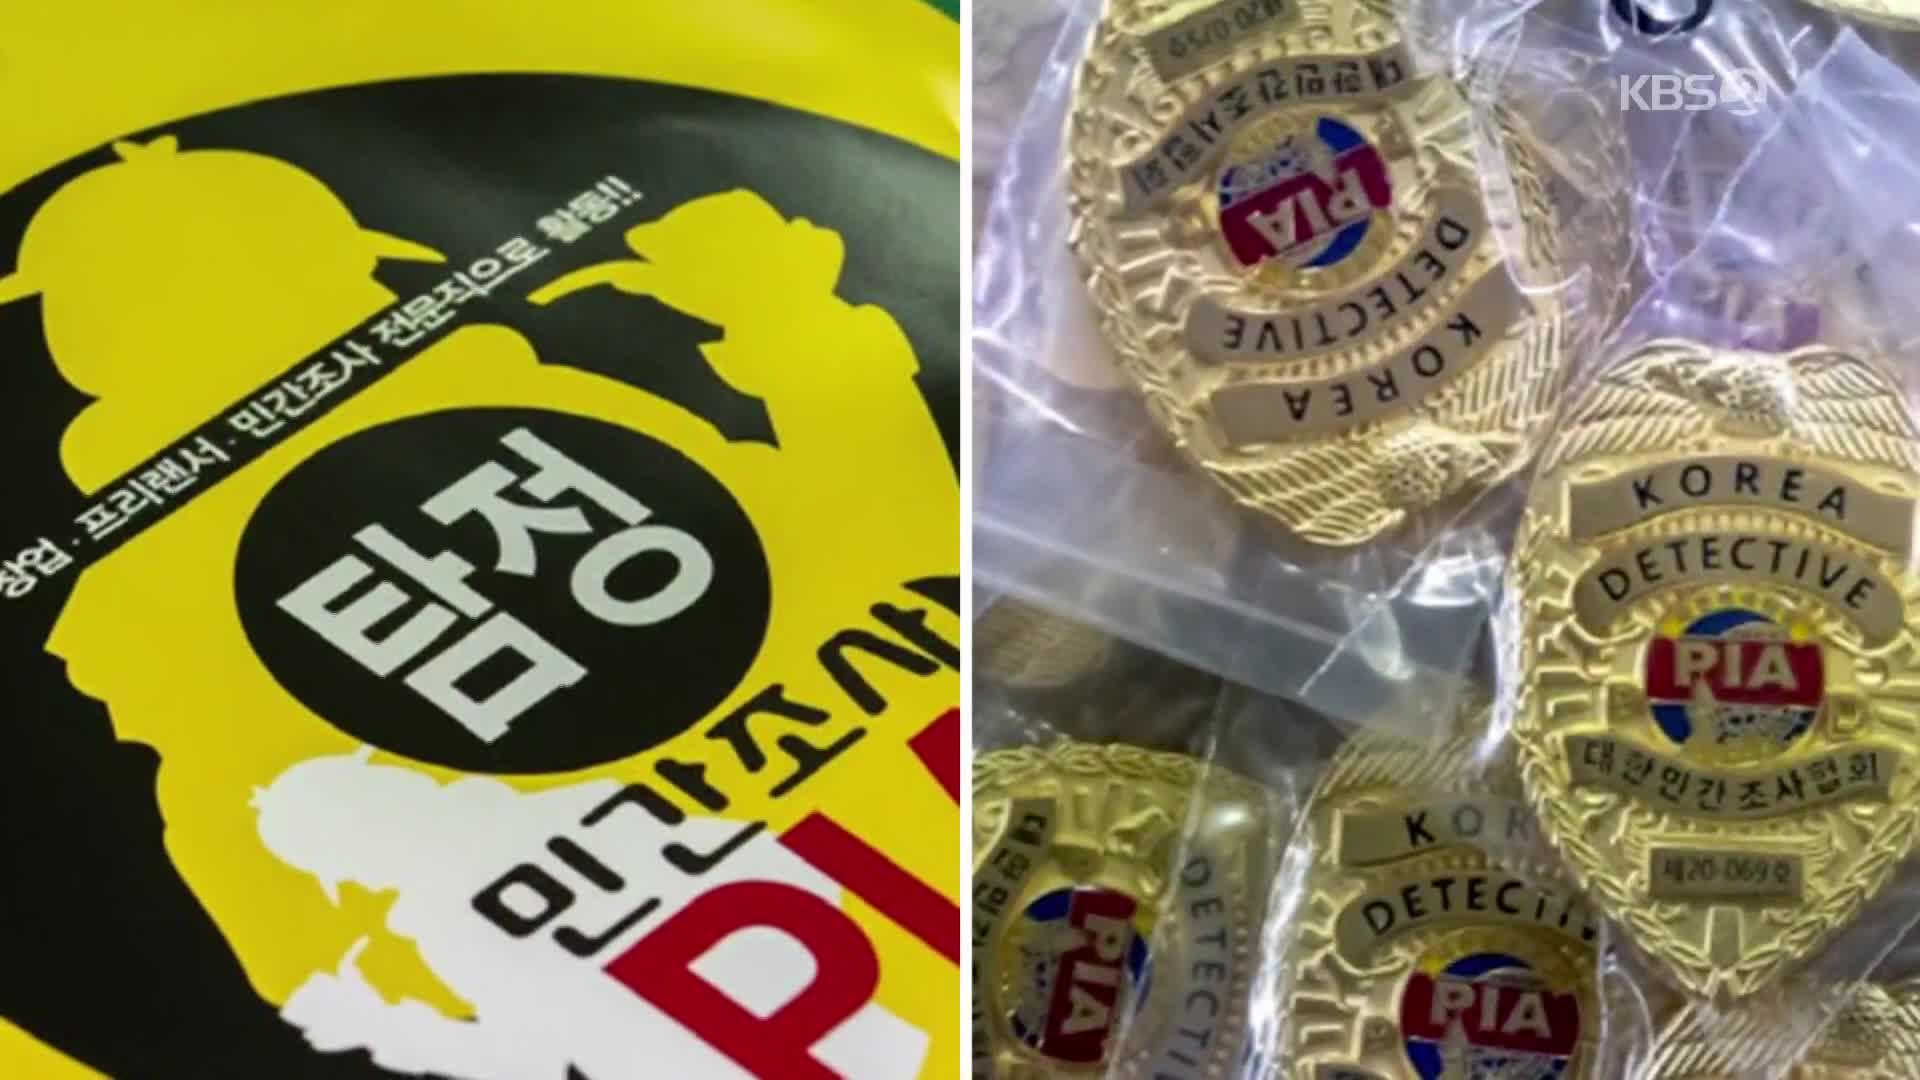 창업 · 프리랜서 · 민간조사 전문직으로 활동!!
탐정
민간조사
KBS 2
대한민간조사협회
PIA
DETECTIVE
KOREA
KOREA
DETECTIVE
PIA
대한민간조사협회
제20-069호
PIA
DETECTI
KOR
DETECTIV
PIA